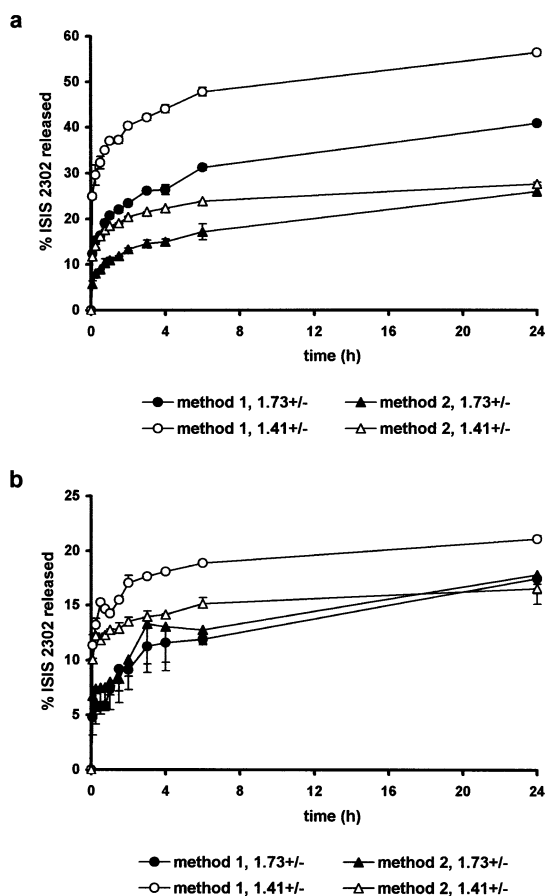 a
60
50
40
30
20
10
0
% ISIS 2302 released
0 4 8 12 16 20 24
time (h)
method 1, 1.73+/- method 2, 1.73+/-
method 1, 1.41+/- method 2, 1.41+/-
b
25
20
15
10
5
0
% ISIS 2302 released
0 4 8 12 16 20 24
time (h)
method 1, 1.73+/- method 2, 1.73+/-
method 1, 1.41+/- method 2, 1.41+/-